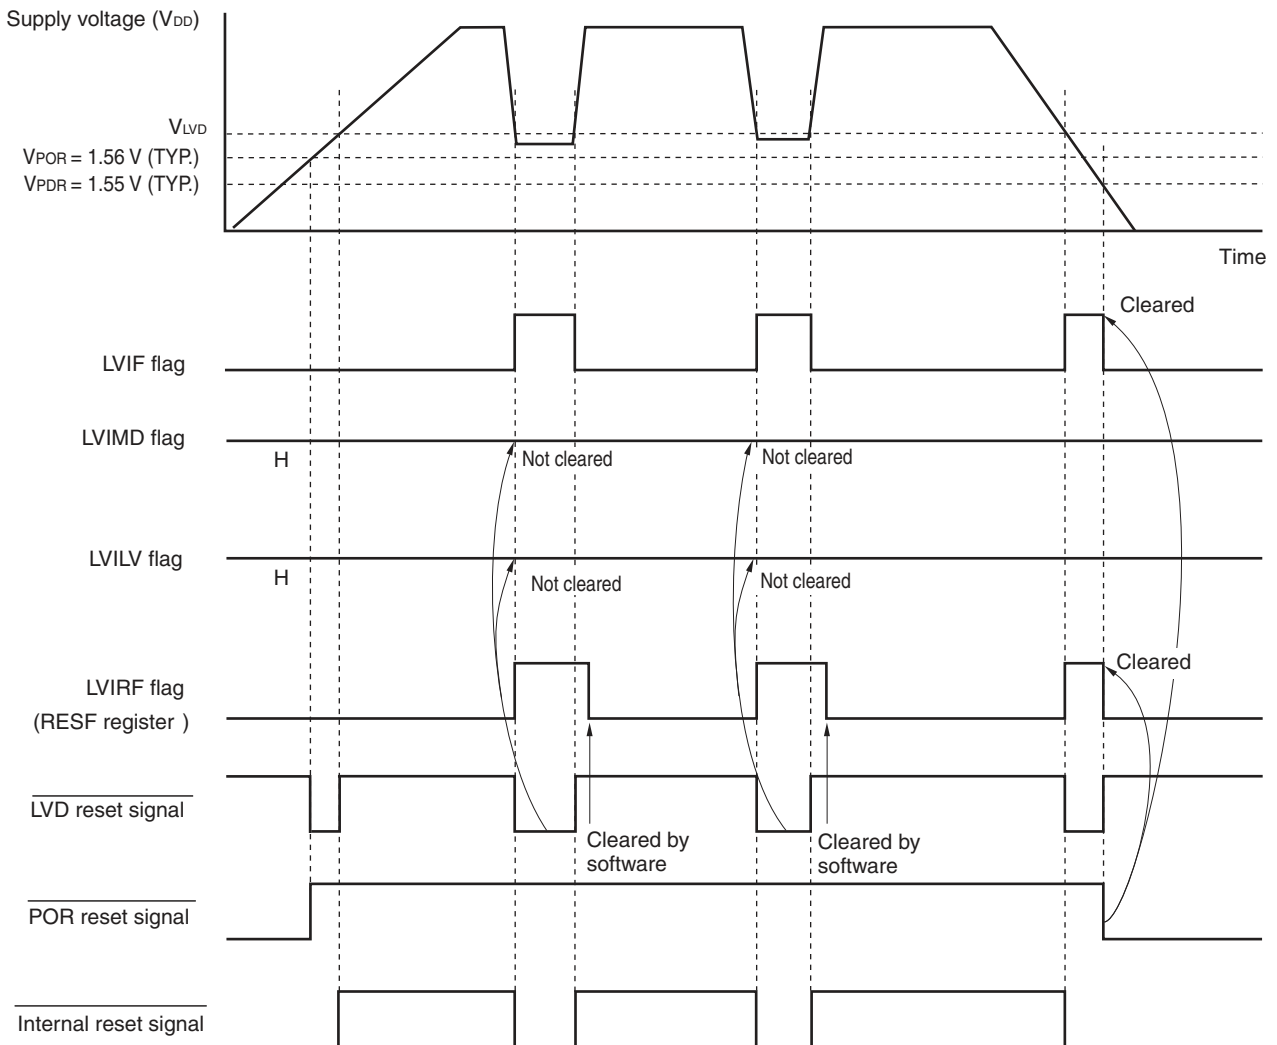 Supply voltage (VDD)
VLVD
VPOR = 1.56 V (TYP.)
VPDR = 1.55 V (TYP.)
Time
Cleared
LVIF flag
LVIMD flag
H
Not cleared
Not cleared
LVILV flag
H
Not cleared
Not cleared
Cleared
LVIRF flag
(RESF register )
LVD reset signal
Cleared by
software
Cleared by
software
POR reset signal
Internal reset signal